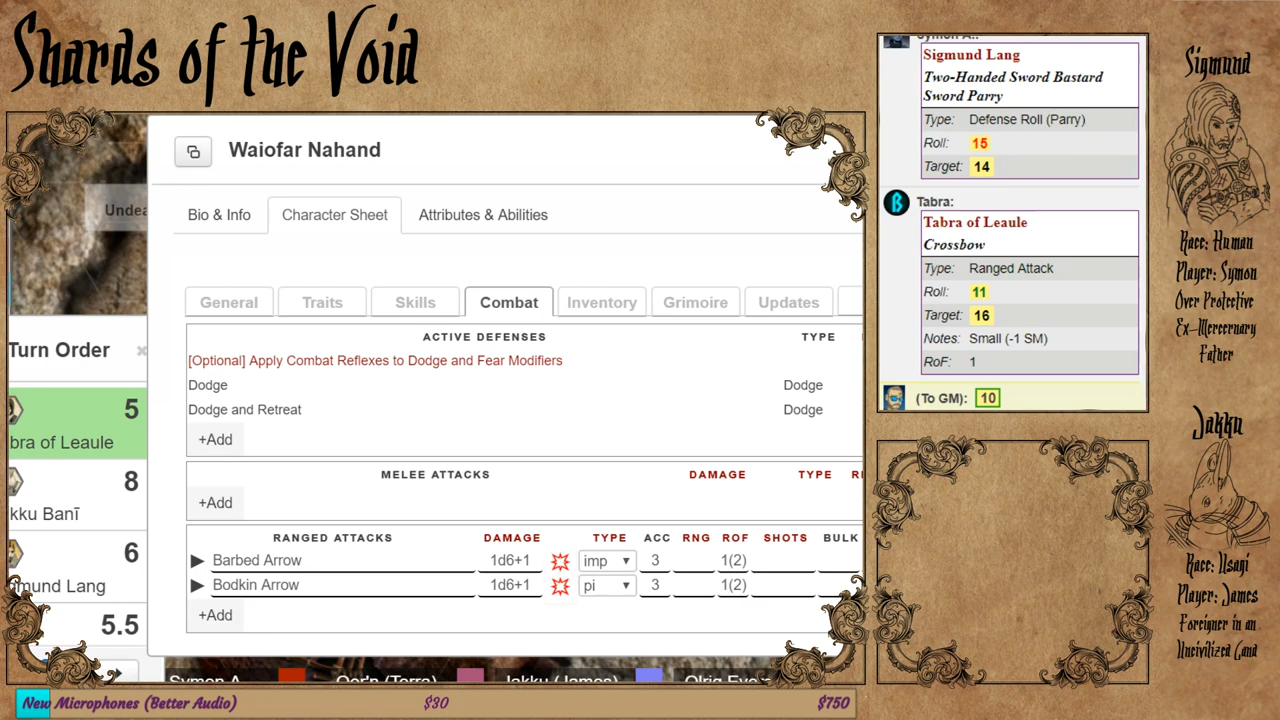 Shards of the Void
Waiofar Nahand
Bio & Info
Character Sheet
Attributes & Abilities
Undea
General
Traits
Skills
Combat
Inventory
Grimoire
Updates
ACTIVE DEFENSES TYPE
[Optional] Apply Combat Reflexes to Dodge and Fear Modifiers
Dodge Dodge
Dodge and Retreat Dodge
+Add
MELEE ATTACKS DAMAGE TYPE
+Add
RANGED ATTACKS DAMAGE TYPE ACC RNG ROF SHOTS BULK
Barbed Arrow 1d6+1 imp 3 1(2)
Bodkin Arrow 1d6+1 pi 3 1(2)
+Add
Turn Order ×
5
bra of Leaule
8
kku Banī
6
mund Lang
5.5
Symon A
Jakku (James)
New Microphones (Better Audio) $30 $750
Symon A.:
Sigmund Lang
Two-Handed Sword Bastard
Sword Parry
Type: Defense Roll (Parry)
Roll: 15
Target: 14
Tabra:
Tabra of Leaule
Crossbow
Type: Ranged Attack
Roll: 11
Target: 16
Notes: Small (-1 SM)
RoF: 1
(To GM): 10
Sigmund
Race: Human
Player: Symon
Over Protective
Ex-Mercernary
Father
Jakku
Race: Usagi
Player: James
Foreigner in an
Uncivilized Land